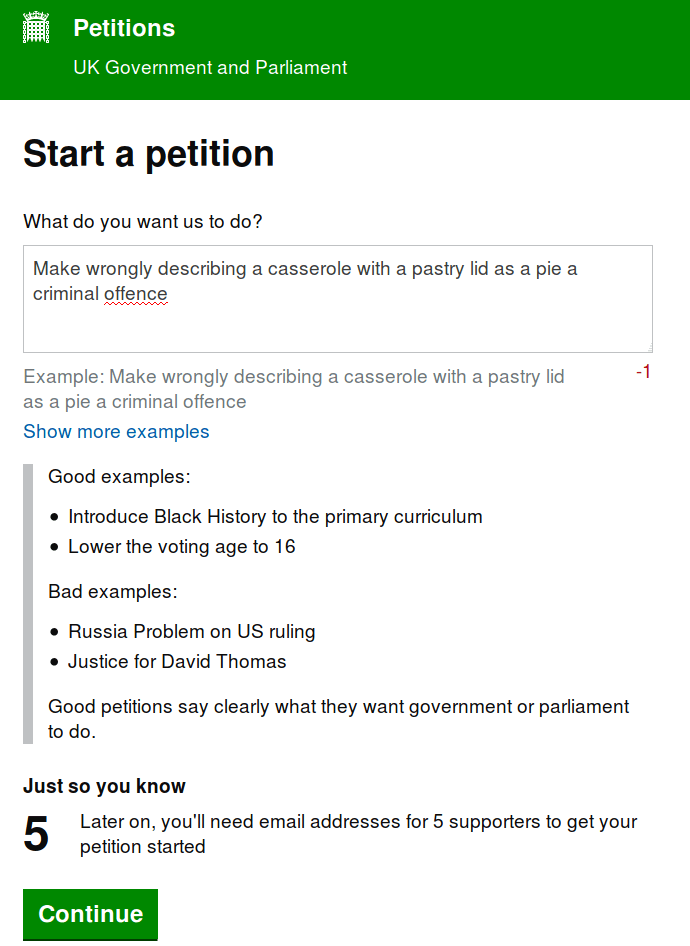 Petitions
UK Government and Parliament
Start a petition
What do you want us to do?
Make wrongly describing a casserole with a pastry lid as a pie a
criminal offence
-1
Example: Make wrongly describing a casserole with a pastry lid
as a pie a criminal offence
Show more examples
Good examples:
• Introduce Black History to the primary curriculum
• Lower the voting age to 16
Bad examples:
• Russia Problem on US ruling
• Justice for David Thomas
Good petitions say clearly what they want government or parliament
to do.
Just so you know
5
Later on, you'll need email addresses for 5 supporters to get your
petition started
Continue